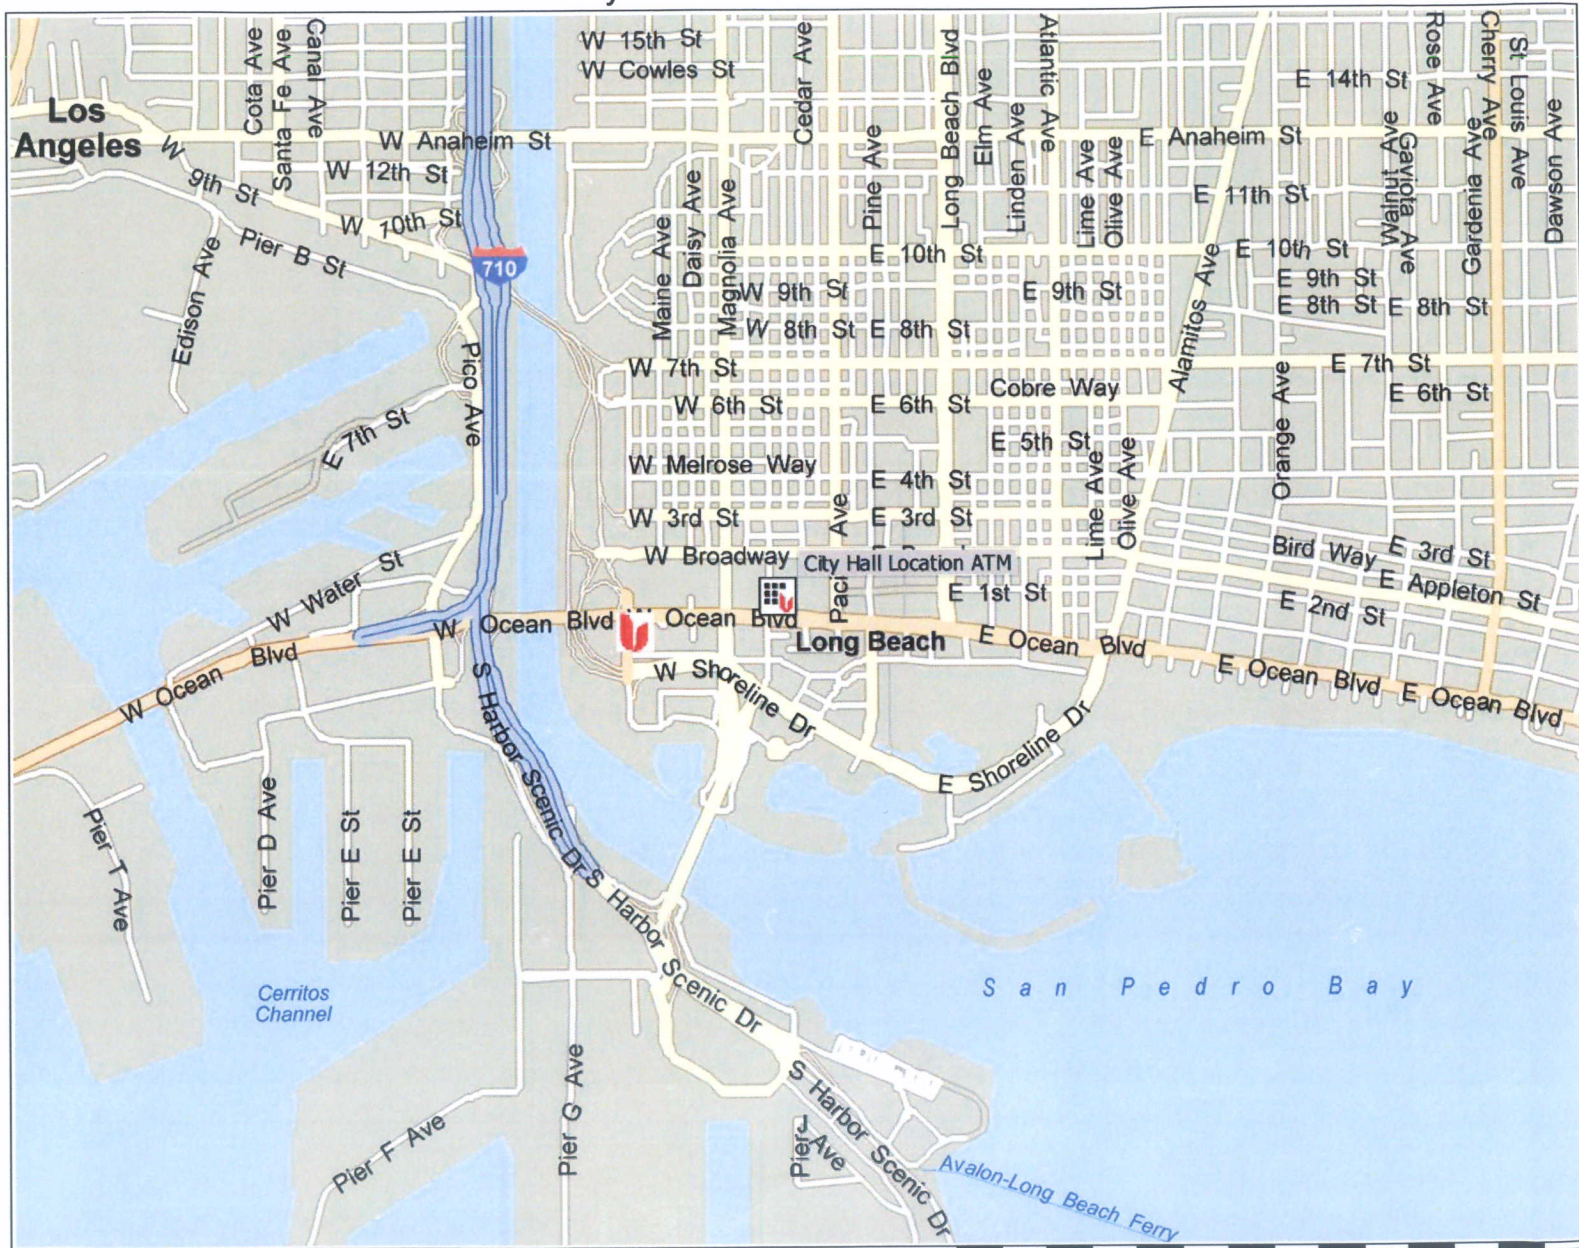 W 15th St
W Cowles St
Cota Ave
Santa Fe Ave
Canal Ave
Cedar Ave
Long Beach Blvd
Elm Ave
Atlantic Ave
E 14th St
Rose Ave
Cherry Ave
St Louis Ave
Los
Angeles
W Anaheim St
E Anaheim St
W 9th St
W 12th St
W 10th St
Pier B St
Edison Ave
710
Maine Ave
Daisy Ave
Magnolia Ave
Pine Ave
Linden Ave
Lime Ave
Olive Ave
E 11th St
Walnut Ave
Gaviota Ave
Gardenia Ave
Dawson Ave
E 10th St
E 10th St
W 9th St
E 9th St
E 9th St
W 8th St
E 8th St
E 8th St
E 8th St
Alamitos Ave
Pico Ave
W 7th St
E 7th St
Cobre Way
W 6th St
E 6th St
E 6th St
E 7th St
E 5th St
Orange Ave
W Melrose Way
E 4th St
Lime Ave
Olive Ave
W 3rd St
Ave
E 3rd St
W Broadway
City Hall Location ATM
Bird Way
E 3rd St
E Appleton St
W Water St
E 1st St
E 2nd St
W Ocean Blvd
Ocean Blvd
Long Beach
E Ocean Blvd
E Ocean Blvd
E Ocean Blvd
W Ocean Blvd
W Shoreline Dr
E Shoreline Dr
S Harbor Scenic Dr
Pier T Ave
Pier D Ave
Pier E St
Pier E St
S Harbor Scenic Dr
Cerritos
Channel
San Pedro Bay
Pier F Ave
Pier G Ave
Pier J Ave
S Harbor Scenic Dr
Avalon-Long Beach Ferry